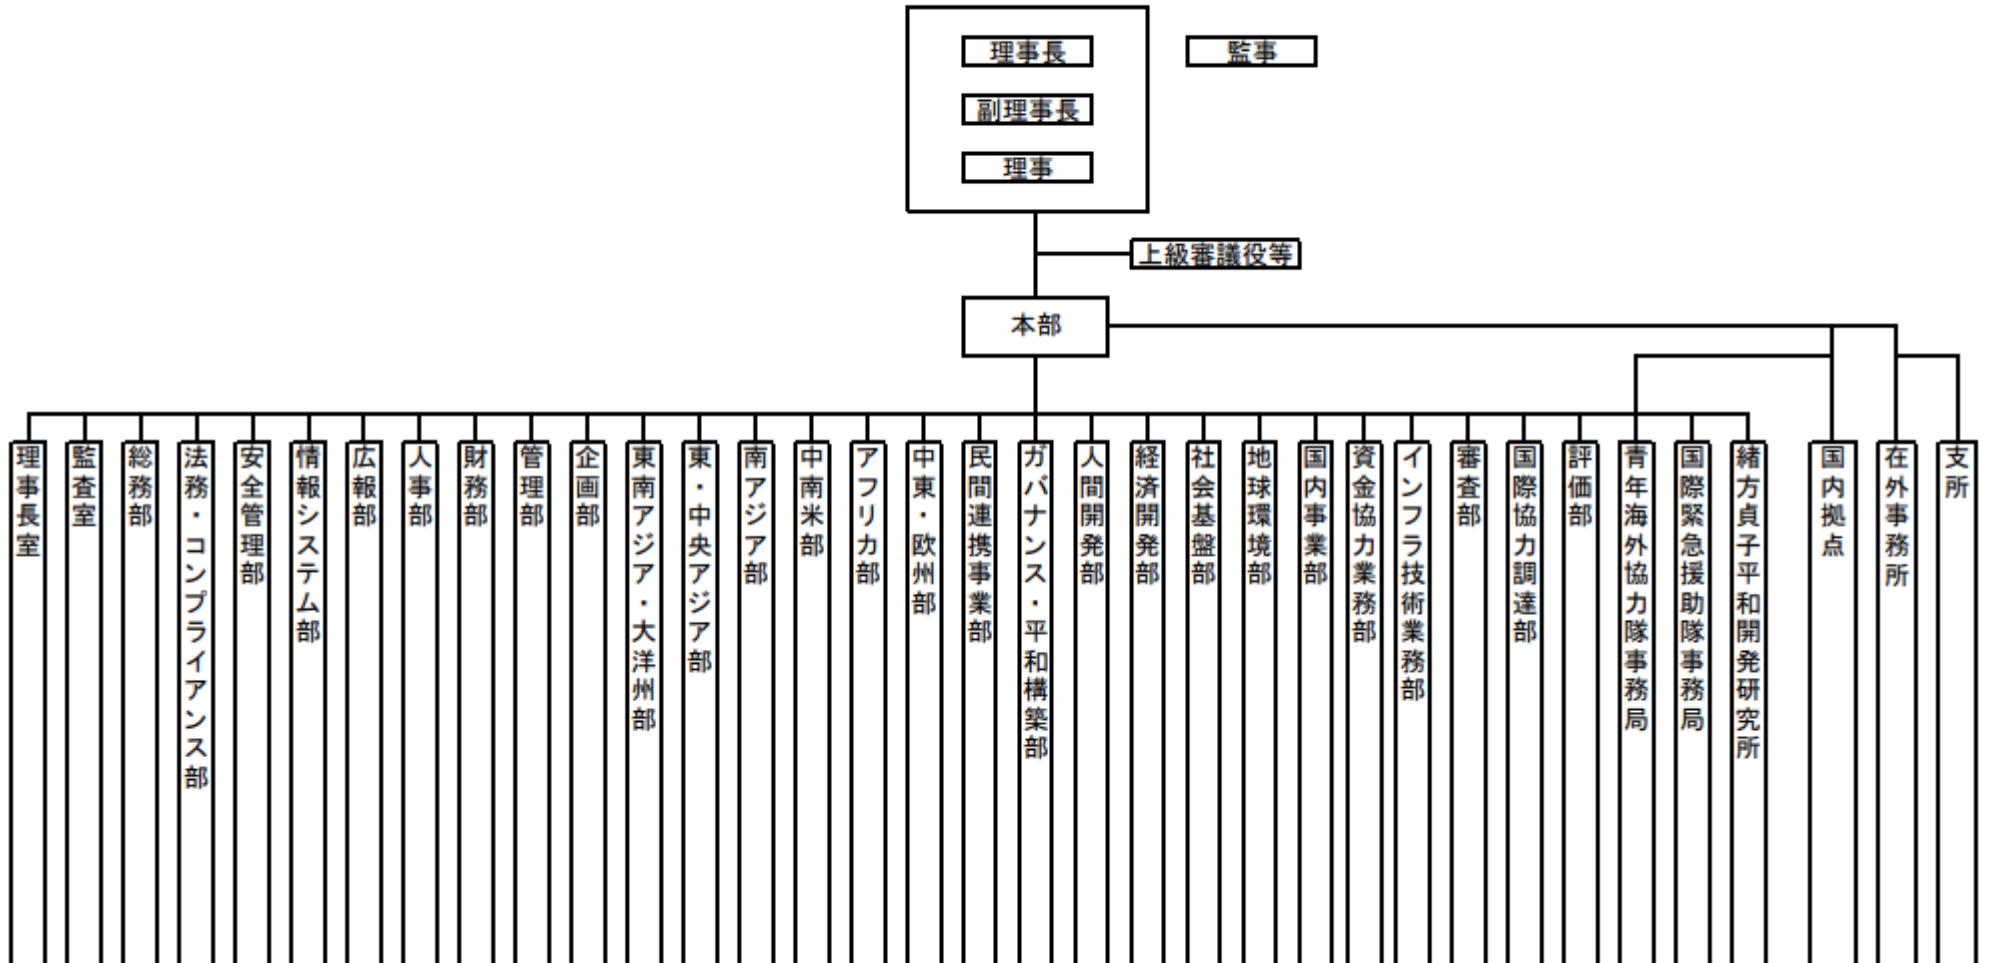 理事長
監事
副理事長
理事
上級審議役等
本部
理事長室
監査室
総務部
法務・コンプライアンス部
安全管理部
情報システム部
広報部
人事部
財務部
管理部
企画部
東南アジア・大洋州部
東・中央アジア部
南アジア部
中南米部
アフリカ部
中東・欧州部
民間連携事業部
ガバナンス・平和構築部
人間開発部
経済開発部
社会基盤部
地球環境部
国内事業部
資金協力業務部
インフラ技術業務部
審査部
国際協力調達部
評価部
青年海外協力隊事務局
国際緊急援助隊事務局
緒方貞子平和開発研究所
国内拠点
在外事務所
支所